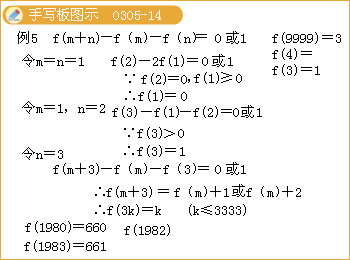 手写板图示 0305-14
例5 f(m+n)-f(m)-f(n)=0或1 f(9999)=3
f(4)=
令m=n=1 f(2)-2f(1)=0或1 f(3)=1
∵f(2)=0,f(1)≥0
∴f(1)=0
令m=1, n=2 f(3)-f(1)-f(2)=0或1
∵f(3)>0
∴f(3)=1
令n=3
f(m+3)-f(m)-f(3)=0或1
∴f(m+3)=f(m)+1或f(m)+2
∴f(3k)=k (k≤3333)
f(1980)=660 f(1982)
f(1983)=661